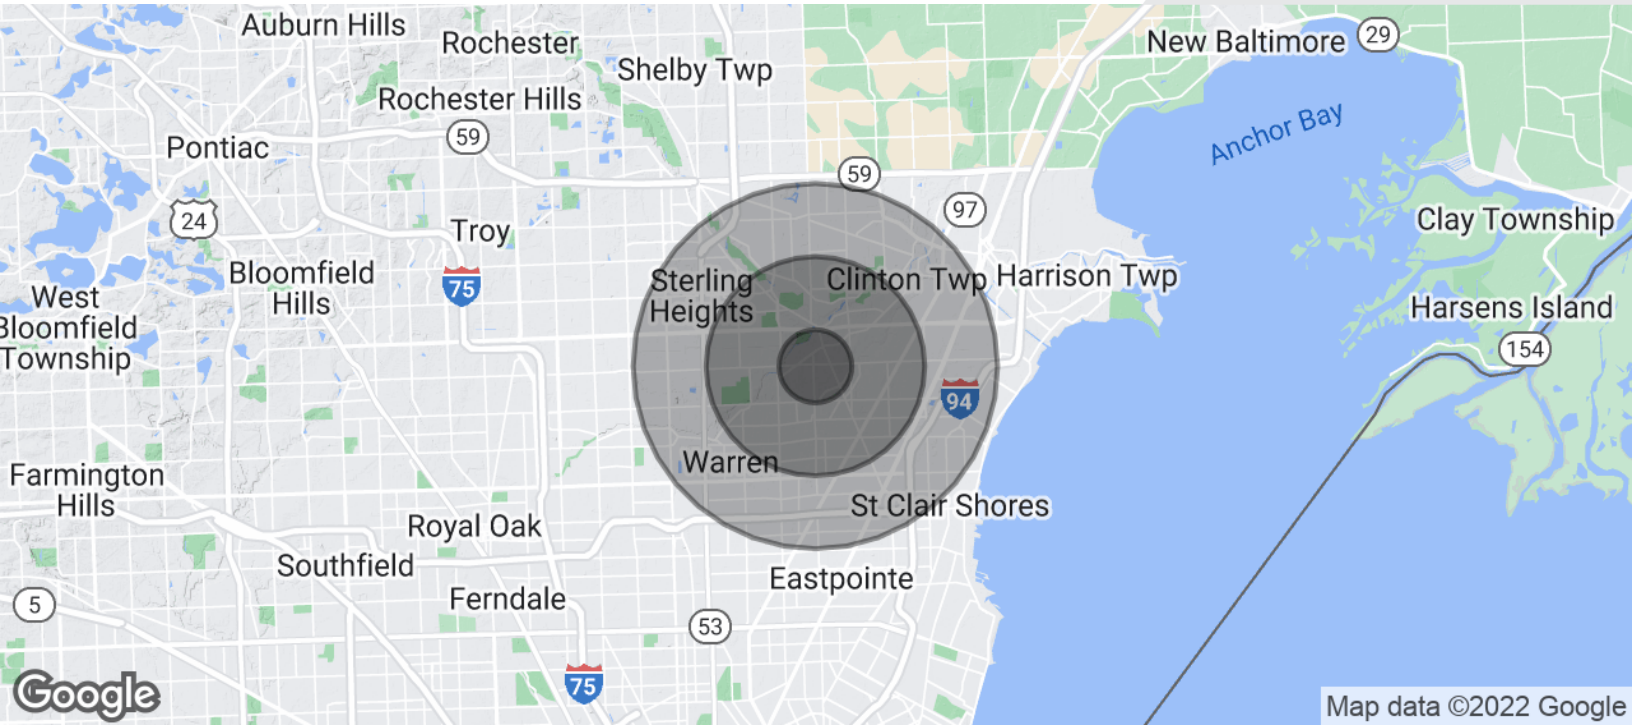 Auburn Hills
Rochester
New Baltimore
29
Shelby Twp
Rochester Hills
59
Anchor Bay
Pontiac
59
97
24
Troy
Clay Township
Bloomfield
Hills
75
Sterling
Heights
Clinton Twp
Harrison Twp
West
Bloomfield
Township
Harsens Island
154
94
Warren
Farmington
Hills
St Clair Shores
Royal Oak
Southfield
Eastpointe
Ferndale
5
53
75
Google
Map data ©2022 Google